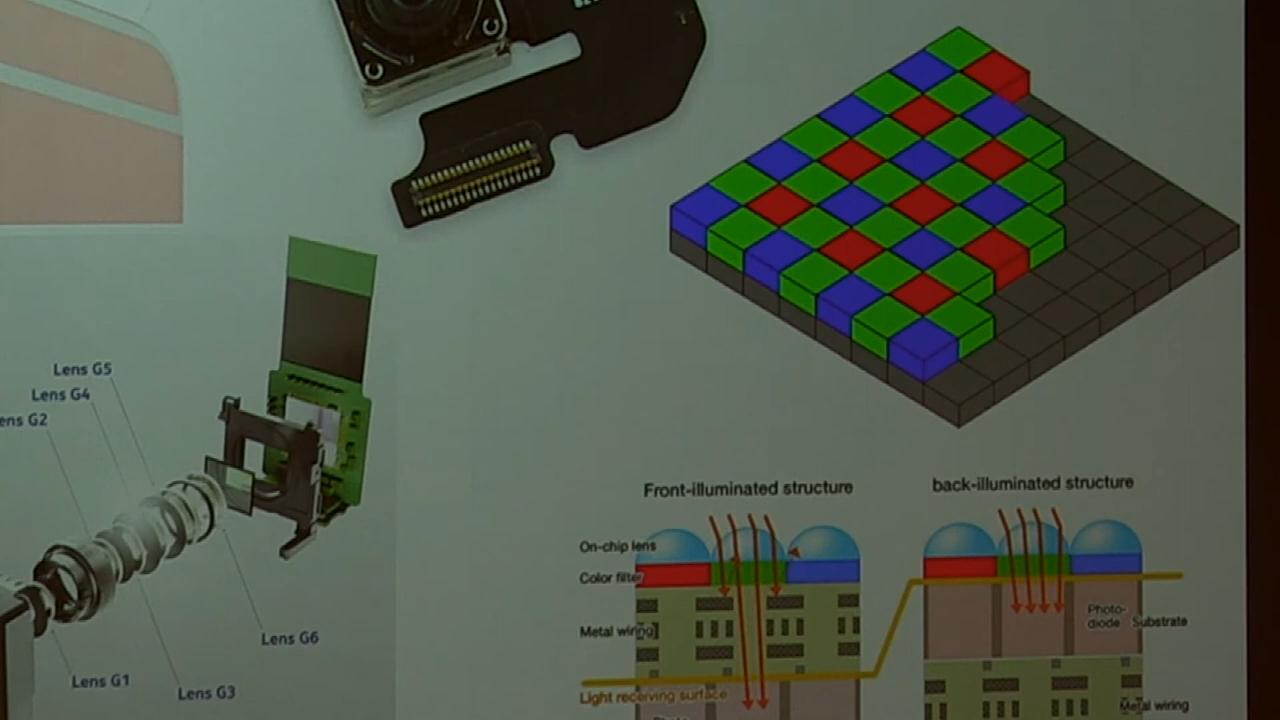 Lens G5
Lens G4
ens G2
Lens G6
Lens G1
Lens G3
Front-illuminated structure
On-chip lens
Color filter
Metal wiring
Light receiving surface
back-illuminated structure
Photo-
diode
Substrate
Metal wiring